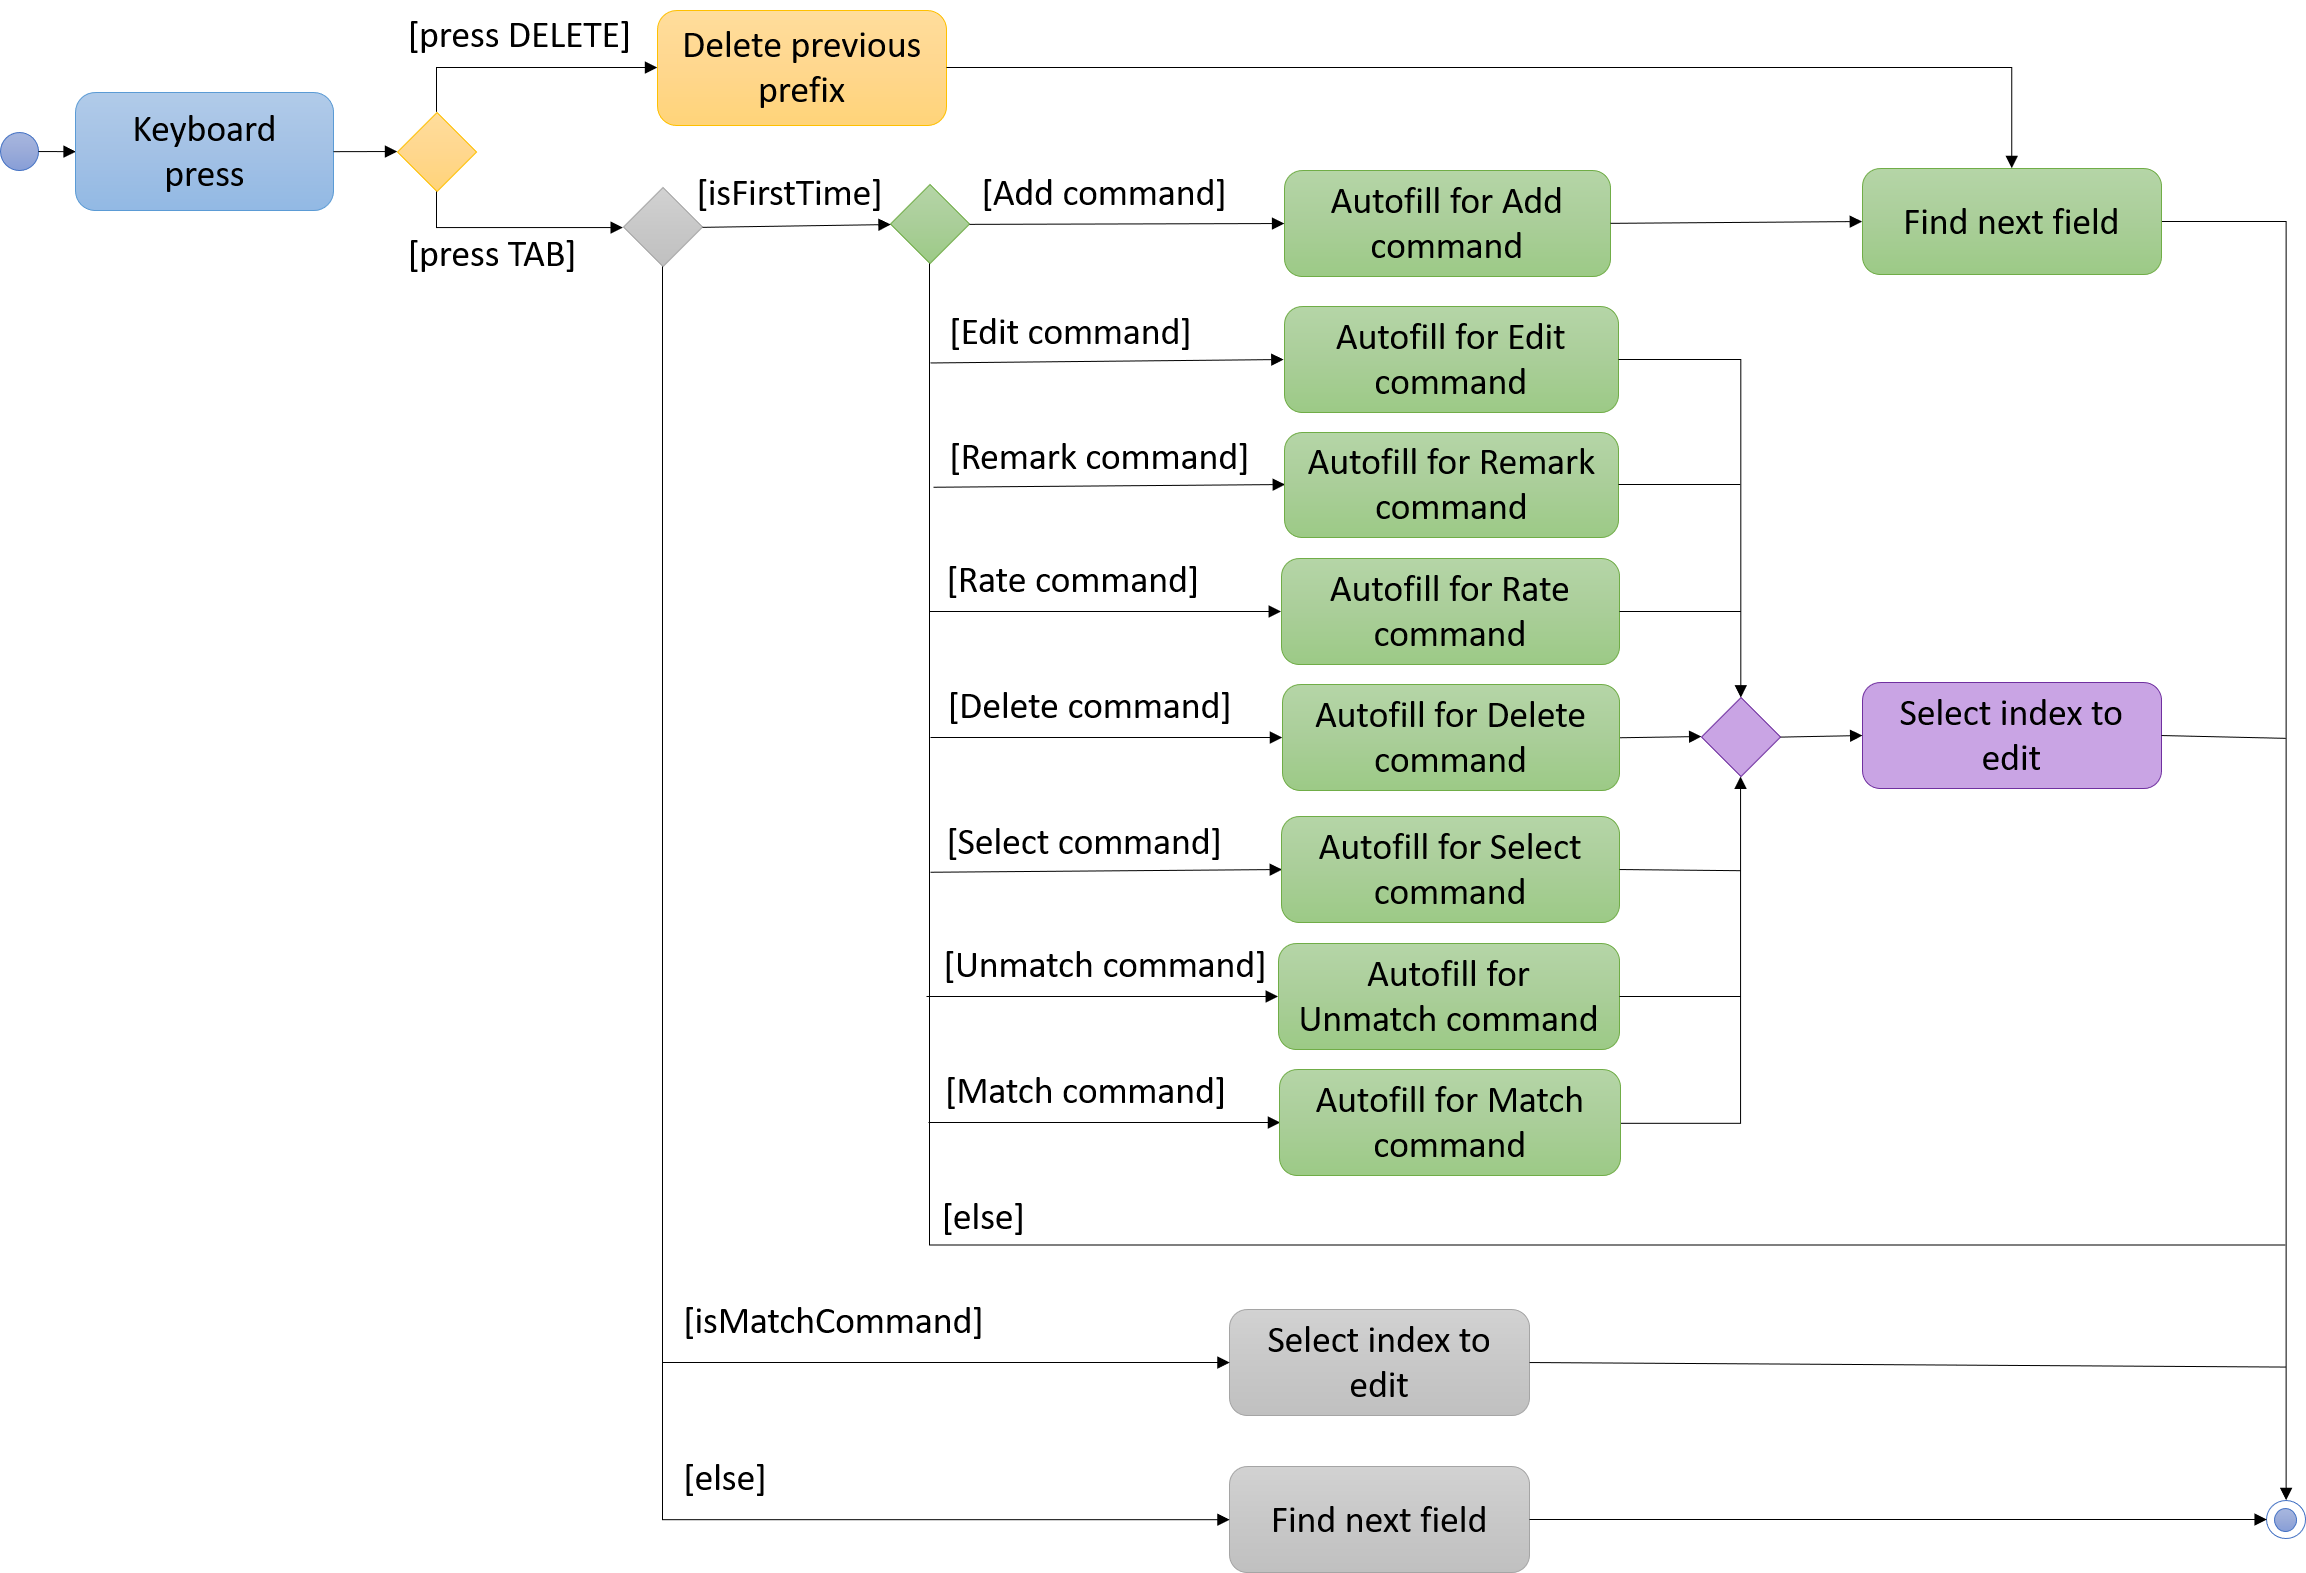 [press DELETE]
Delete previous
prefix
Keyboard
press
[press TAB]
[isFirstTime]
[Add command]
Autofill for Add
command
Find next field
[Edit command]
Autofill for Edit
command
[Remark command]
Autofill for Remark
command
[Rate command]
Autofill for Rate
command
[Delete command]
Autofill for Delete
command
Select index to
edit
[Select command]
Autofill for Select
command
[Unmatch command]
Autofill for
Unmatch command
[Match command]
Autofill for Match
command
[else]
[isMatchCommand]
Select index to
edit
[else]
Find next field